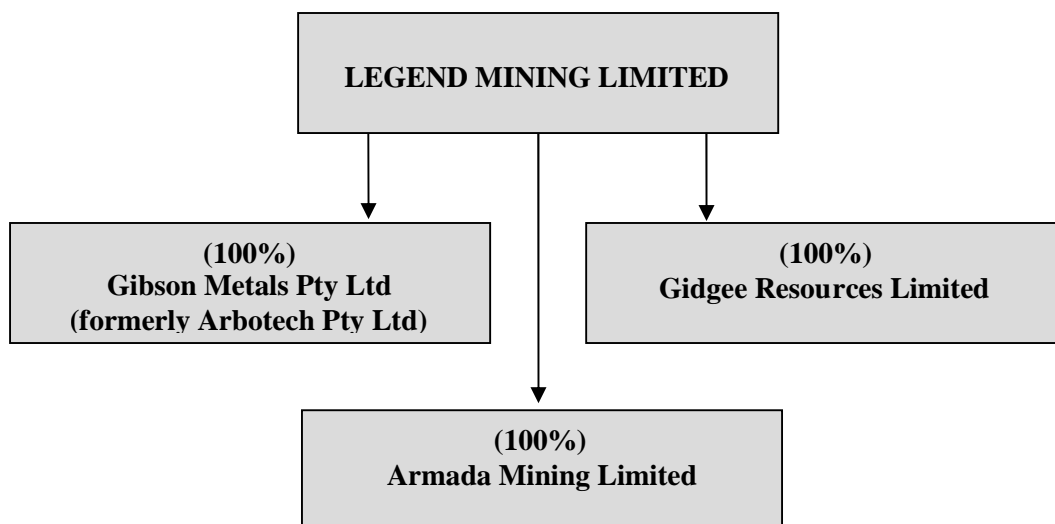 LEGEND MINING LIMITED
(100%)
Gibson Metals Pty Ltd
(formerly Arbotech Pty Ltd)
(100%)
Gidgee Resources Limited
(100%)
Armada Mining Limited